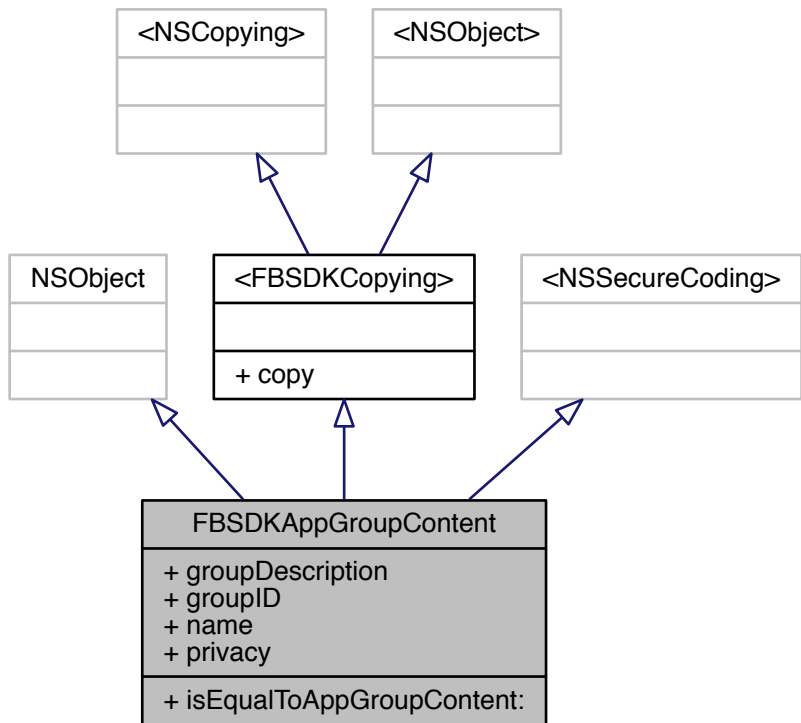 <NSCopying>
<NSObject>
NSObject
<FBSDKCopying>
+ copy
<NSSecureCoding>
FBSDKAppGroupContent
+ groupDescription
+ groupID
+ name
+ privacy
+ isEqualToAppGroupContent: